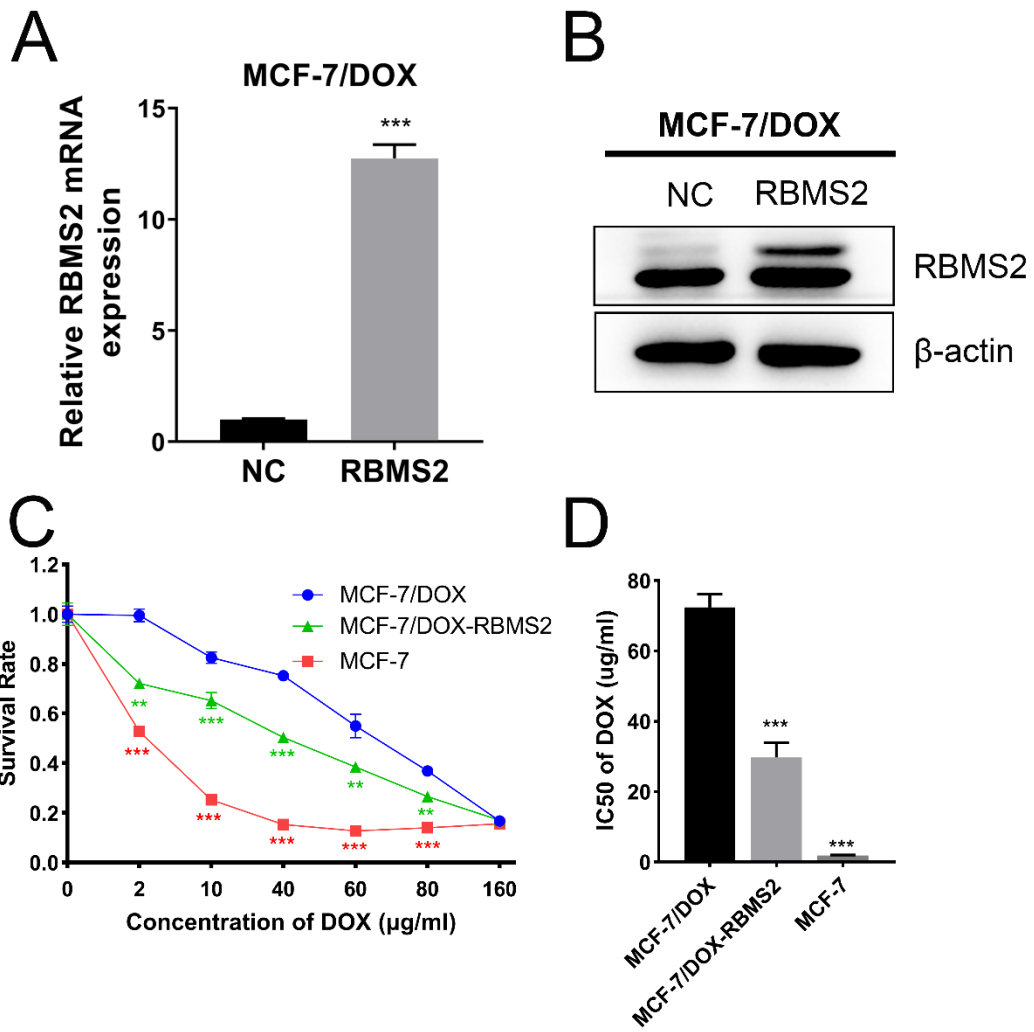 A
MCF-7/DOX
Relative RBMS2 mRNA
expression
15
10
5
0
***
NC
RBMS2
B
MCF-7/DOX
NC
RBMS2
RBMS2
β-actin
C
Survival Rate
1.2
1.0
0.8
0.6
0.4
0.2
0.0
MCF-7/DOX
MCF-7/DOX-RBMS2
MCF-7
**
***
***
**
**
***
***
***
***
***
0
2
10
40
60
80
160
Concentration of DOX (µg/ml)
D
IC50 of DOX (ug/ml)
80
60
40
20
0
***
***
MCF-7/DOX
MCF-7/DOX-RBMS2
MCF-7